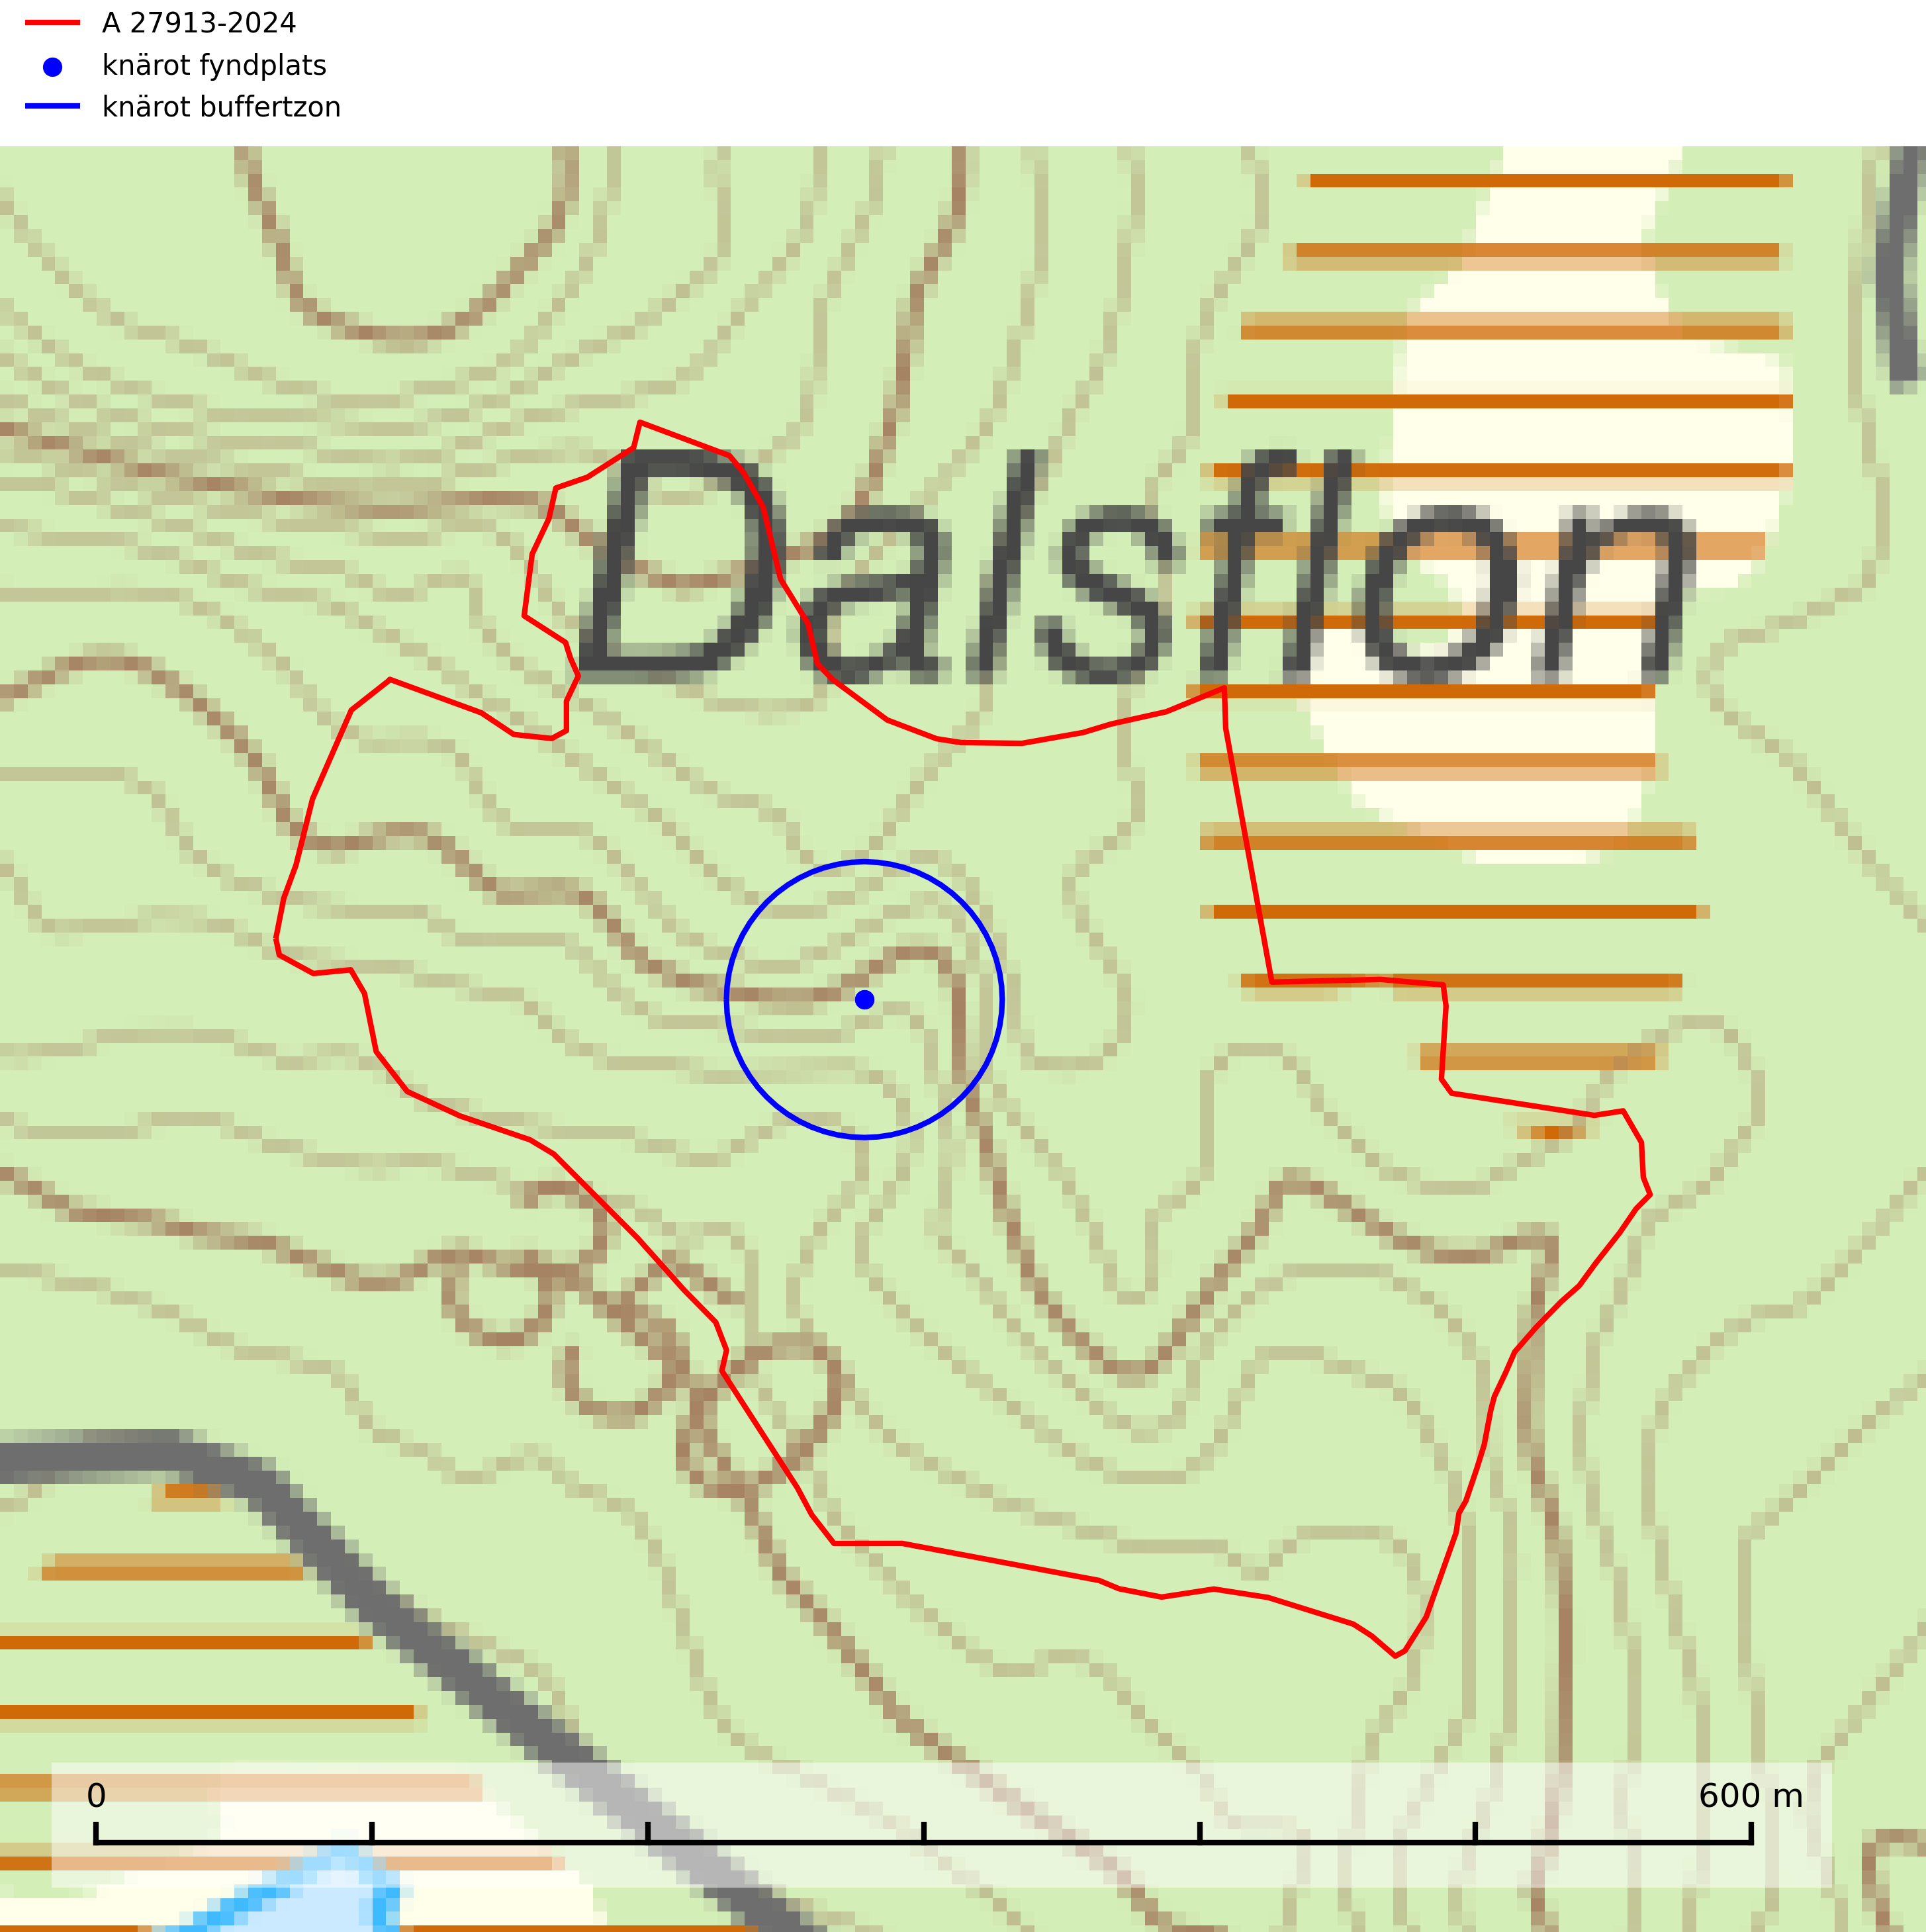 A 27913-2024
knärot fyndplats
knärot buffertzon
Dalsflon
0
600 m